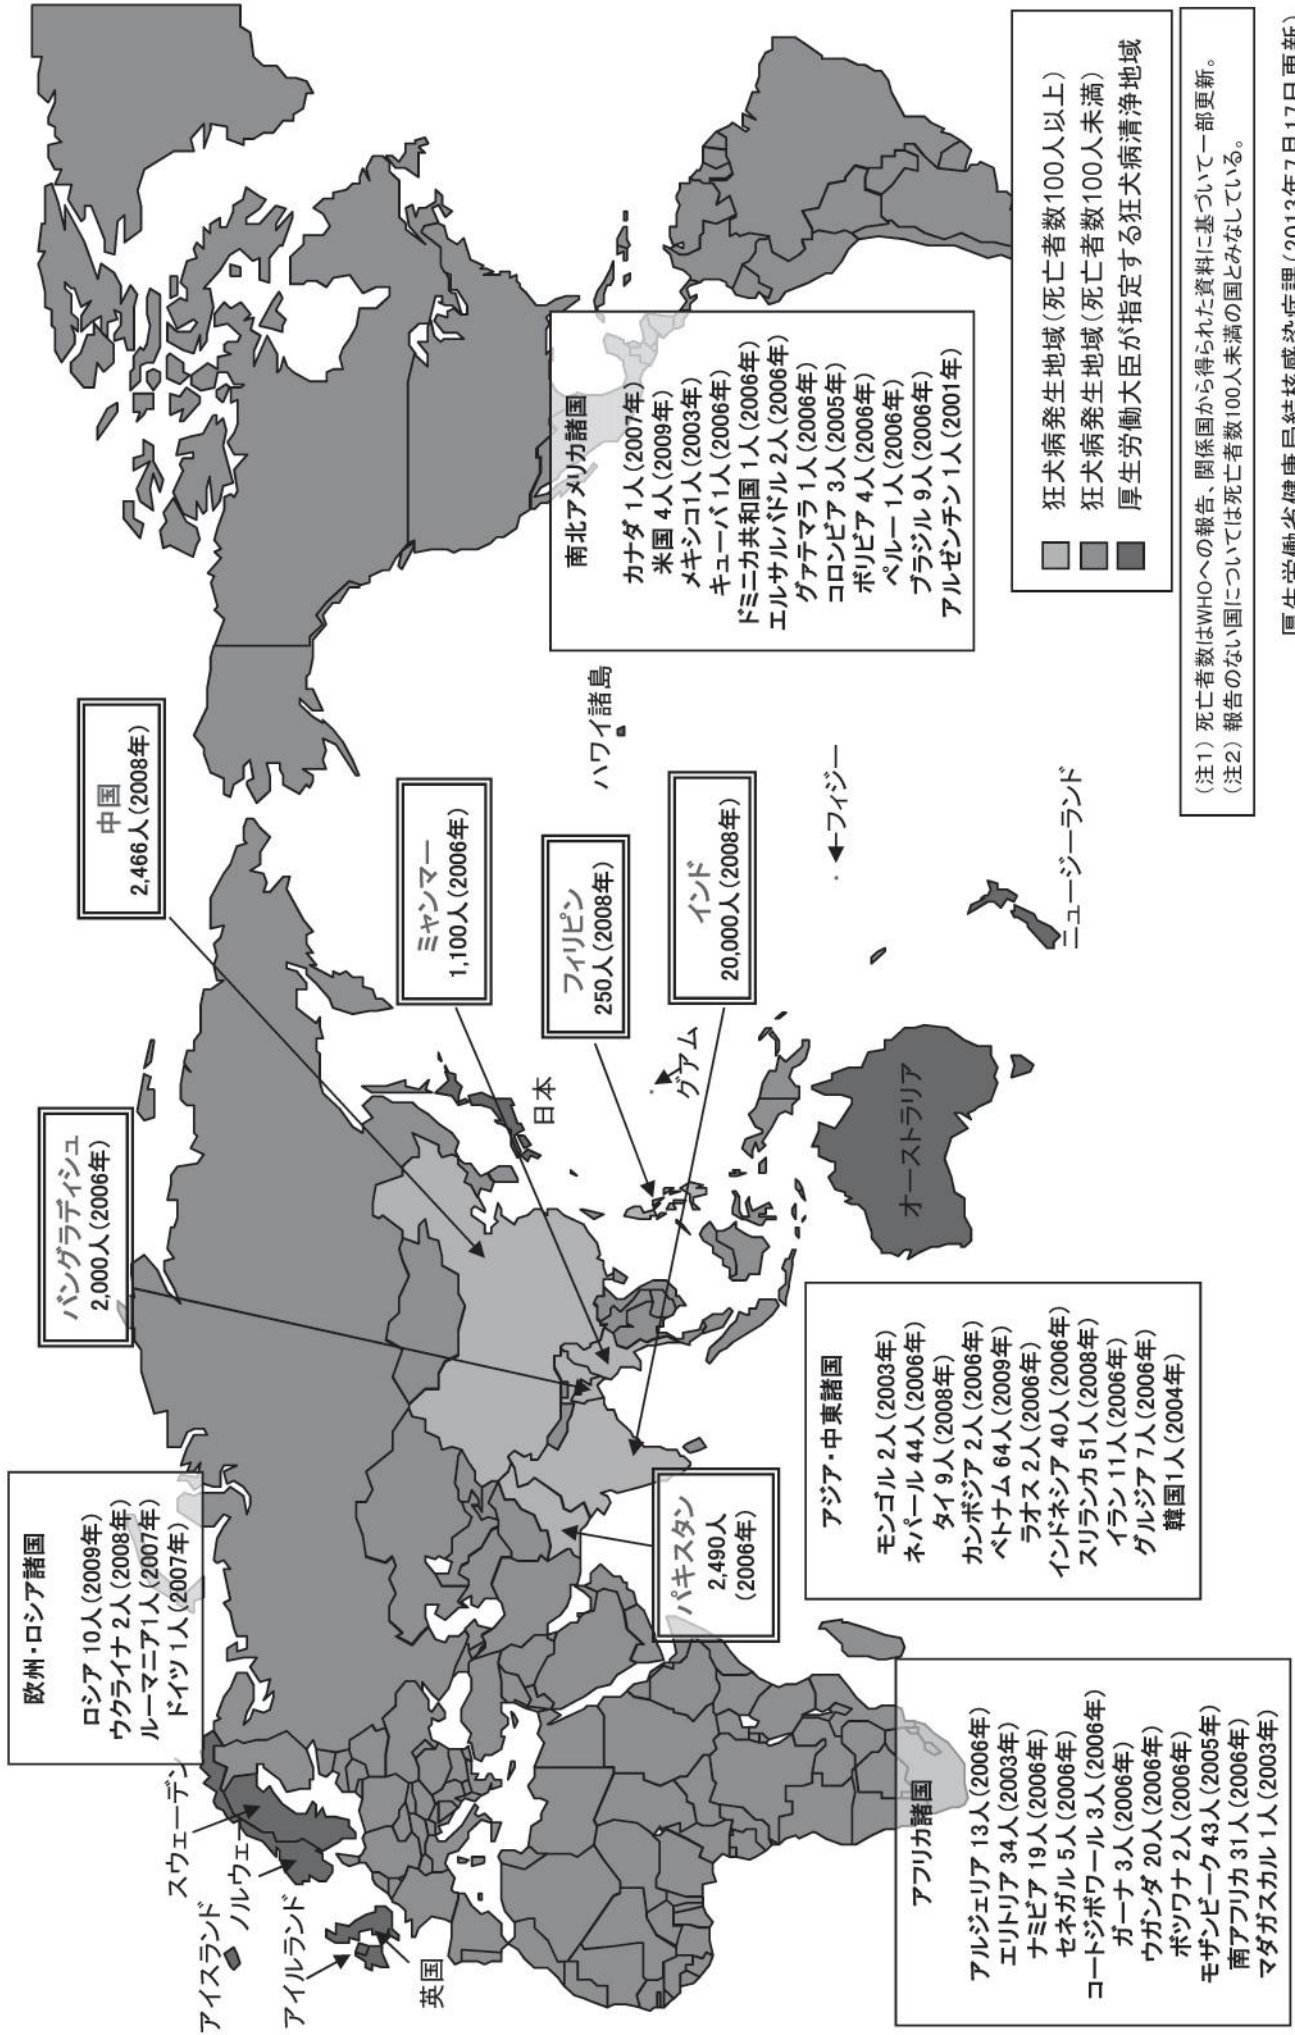 欧州・ロシア諸国
ロシア 10人(2009年)
ウクライナ 2人(2008年)
ルーマニア1人(2007年)
ドイツ 1人(2007年)
バングラディシュ
2,000人(2006年)
中国
2,466人(2008年)
アイスランド
スウェーデン
ノルウェー
アイルランド
英国
ミャンマー
1,100人(2006年)
日本
フィリピン
250人(2008年)
ハワイ諸島
グアム
インド
20,000人(2008年)
パキスタン
2,490人
(2006年)
南北アメリカ諸国
カナダ 1人(2007年)
米国 4人(2009年)
メキシコ1人(2003年)
キューバ 1人(2006年)
ドミニカ共和国 1人(2006年)
エルサルバドル 2人(2006年)
グァテマラ 1人(2006年)
コロンビア 3人(2005年)
ボリビア 4人(2006年)
ペルー 1人(2006年)
ブラジル 9人(2006年)
アルゼンチン 1人(2001年)
フィジー
オーストラリア
ニュージーランド
アジア・中東諸国
モンゴル 2人(2003年)
ネパール 44人(2006年)
タイ 9人(2008年)
カンボジア 2人(2006年)
ベトナム 64人(2009年)
ラオス 2人(2006年)
インドネシア 40人(2006年)
スリランカ 51人(2008年)
イラン 11人(2006年)
グルジア 7人(2006年)
韓国1人(2004年)
アフリカ諸国
アルジェリア 13人(2006年)
エリトリア 34人(2003年)
ナミビア 19人(2006年)
セネガル 5人(2006年)
コートジボワール 3人(2006年)
ガーナ 3人(2006年)
ウガンダ 20人(2006年)
ボツワナ 2人(2006年)
モザンビーク 43人(2005年)
南アフリカ 31人(2006年)
マダガスカル 1人(2003年)
狂犬病発生地域(死亡者数100人以上)
狂犬病発生地域(死亡者数100人未満)
厚生労働大臣が指定する狂犬病清浄地域
(注1) 死亡者数はWHOへの報告、関係国から得られた資料に基づいて一部更新。
(注2) 報告のない国については死亡者数100人未満の国とみなしている。
厚生労働省健康局結核感染症課(2013年7月17日更新)